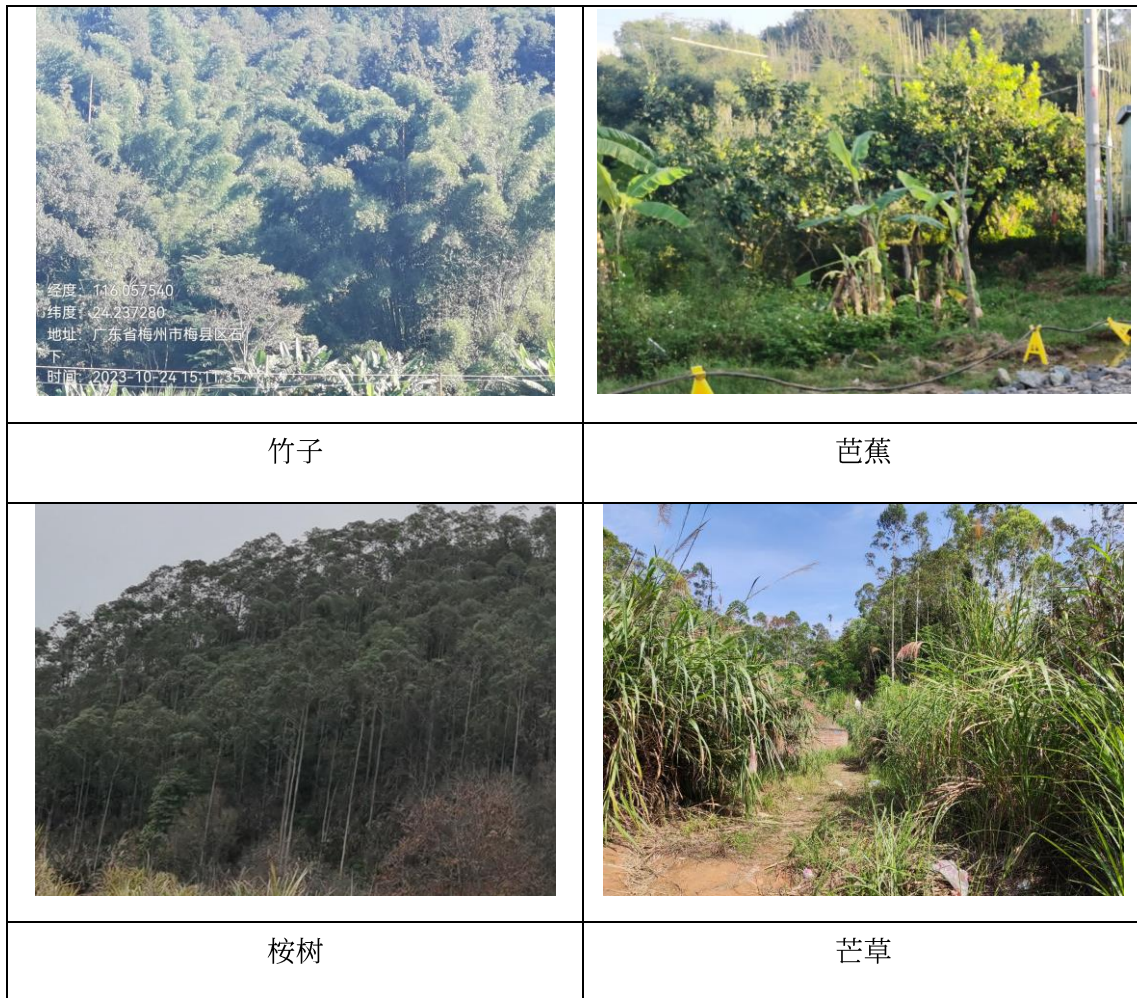 经度：116.057540
纬度：24.237280
地址：广东省梅州市梅县区石
下
时间：2023-10-24 15:11:35
竹子
芭蕉
桉树
芒草